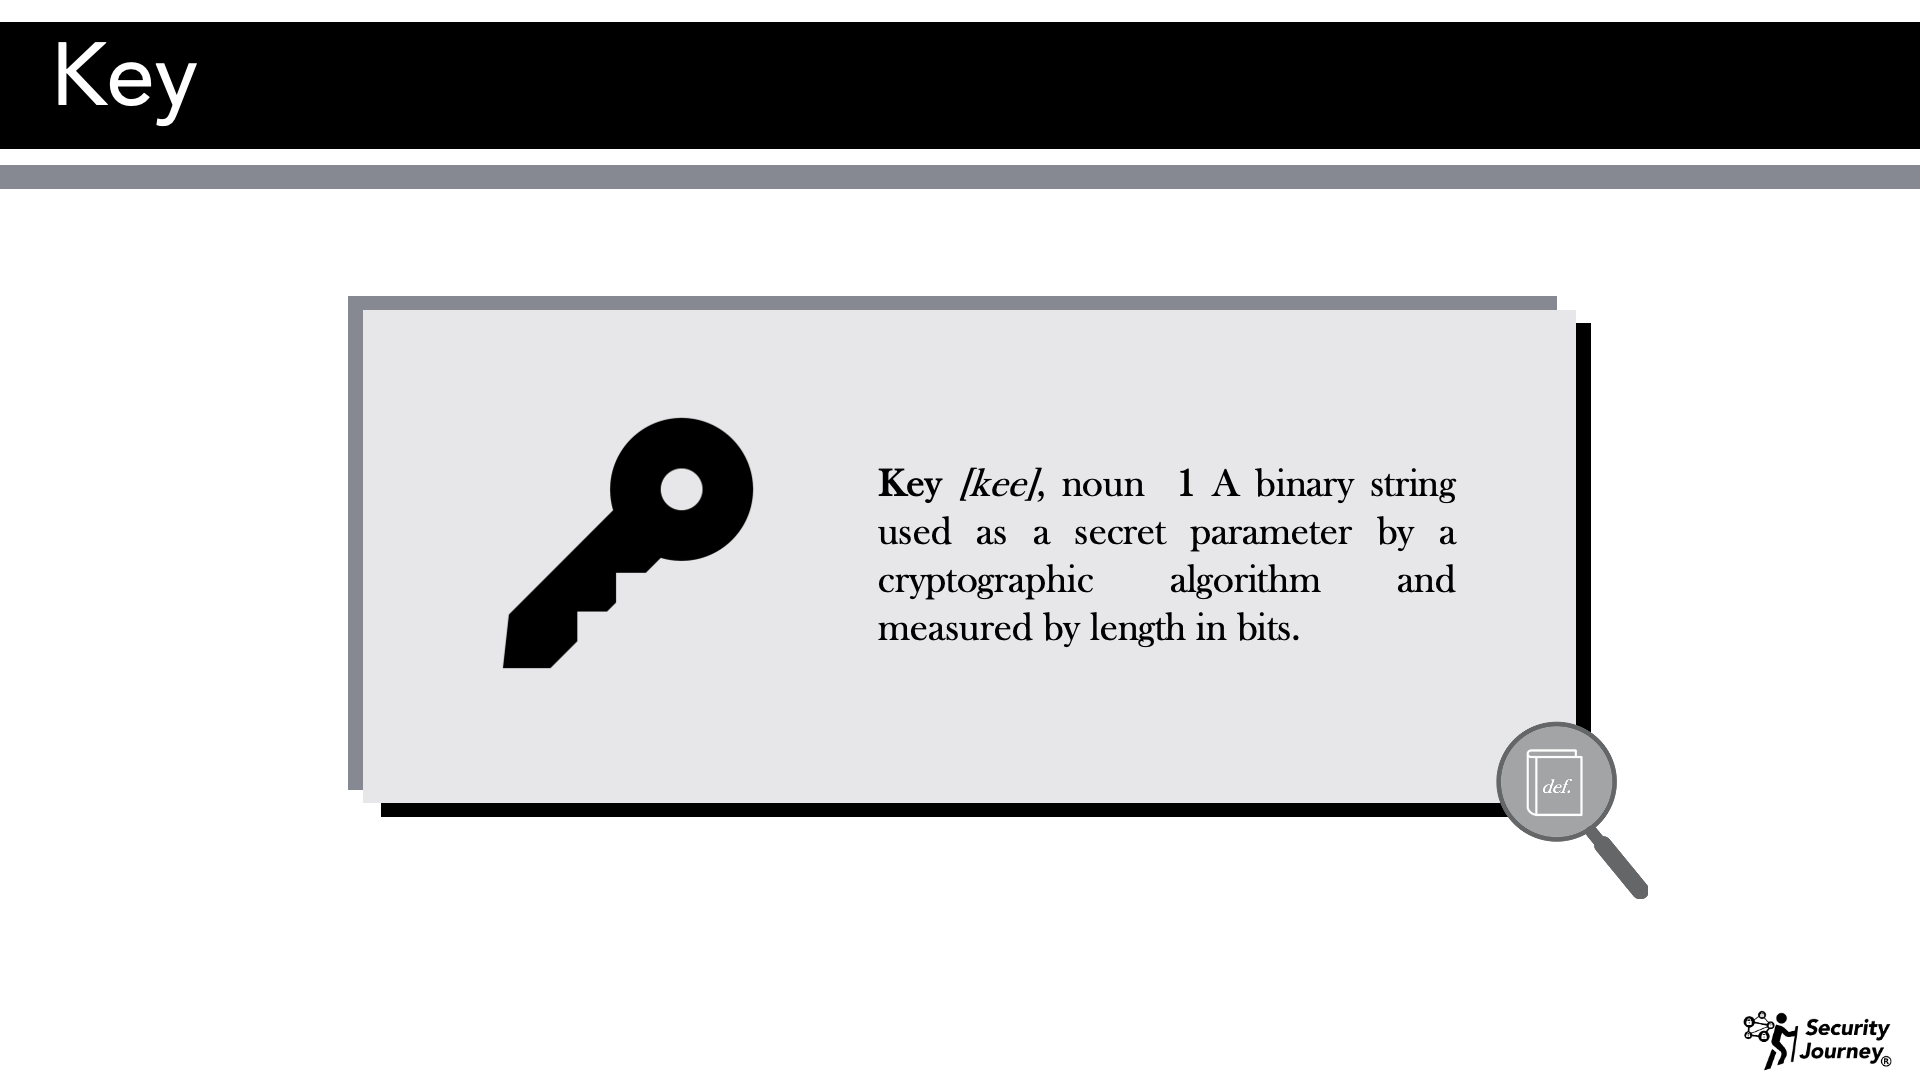 Key
Key [kee], noun 1 A binary string
used as a secret parameter by a
cryptographic algorithm and
measured by length in bits.
def.
Security
Journey®